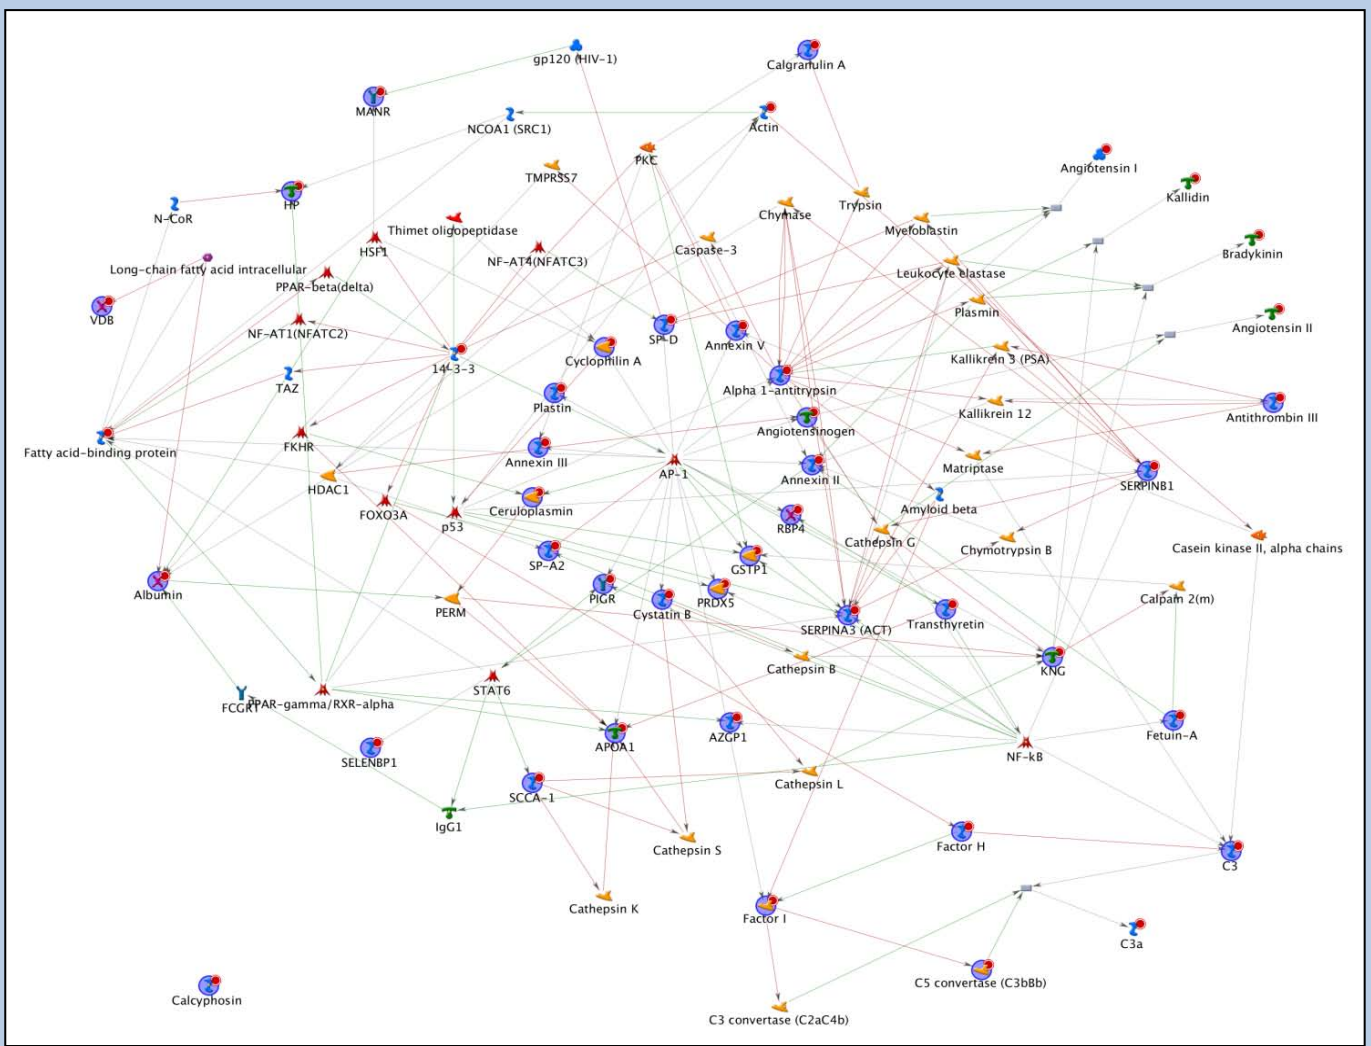 gp120 (HIV-1)
Calgranulin A
MANR
NCOA1 (SRC1)
Actin
PKC
Angiotensin I
TMPRSS7
Kallidin
HP
N-CoR
Chymase
Trypsin
Myeloblastin
Thimet oligopeptidase
HSF1
NF-AT4(NFATC3)
Caspase-3
Bradykinin
Long-chain fatty acid intracellular
PPAR-beta(delta)
Leukocyte elastase
Plasmin
VDB
NF-AT1(NFATC2)
SP-D
Annexin V
Angiotensin II
Cyclophilin A
Kallikrein 3 (PSA)
14-3-3
TAZ
Alpha 1-antitrypsin
Plastin
Kallikrein 12
Antithrombin III
Angiotensinogen
FKHR
Fatty acid-binding protein
Annexin III
AP-1
Annexin II
Matriptase
SERPINB1
HDAC1
Ceruloplasmin
Amyloid beta
FOXO3A
p53
RBP4
Cathepsin G
Chymotrypsin B
Casein kinase II, alpha chains
SP-A2
GSTP1
Albumin
PIGR
PRDX5
Calpain 2(m)
PERM
Cystatin B
SERPINA3 (ACT)
Transthyretin
Cathepsin B
KNG
STAT6
FCGRT
PPAR-gamma/RXR-alpha
AZGP1
Fetuin-A
APOA1
SELENBP1
NF-kB
Cathepsin L
SCCA-1
IgG1
Cathepsin S
Factor H
C3
Cathepsin K
Factor I
C3a
C5 convertase (C3bBb)
Calcyphosin
C3 convertase (C2aC4b)